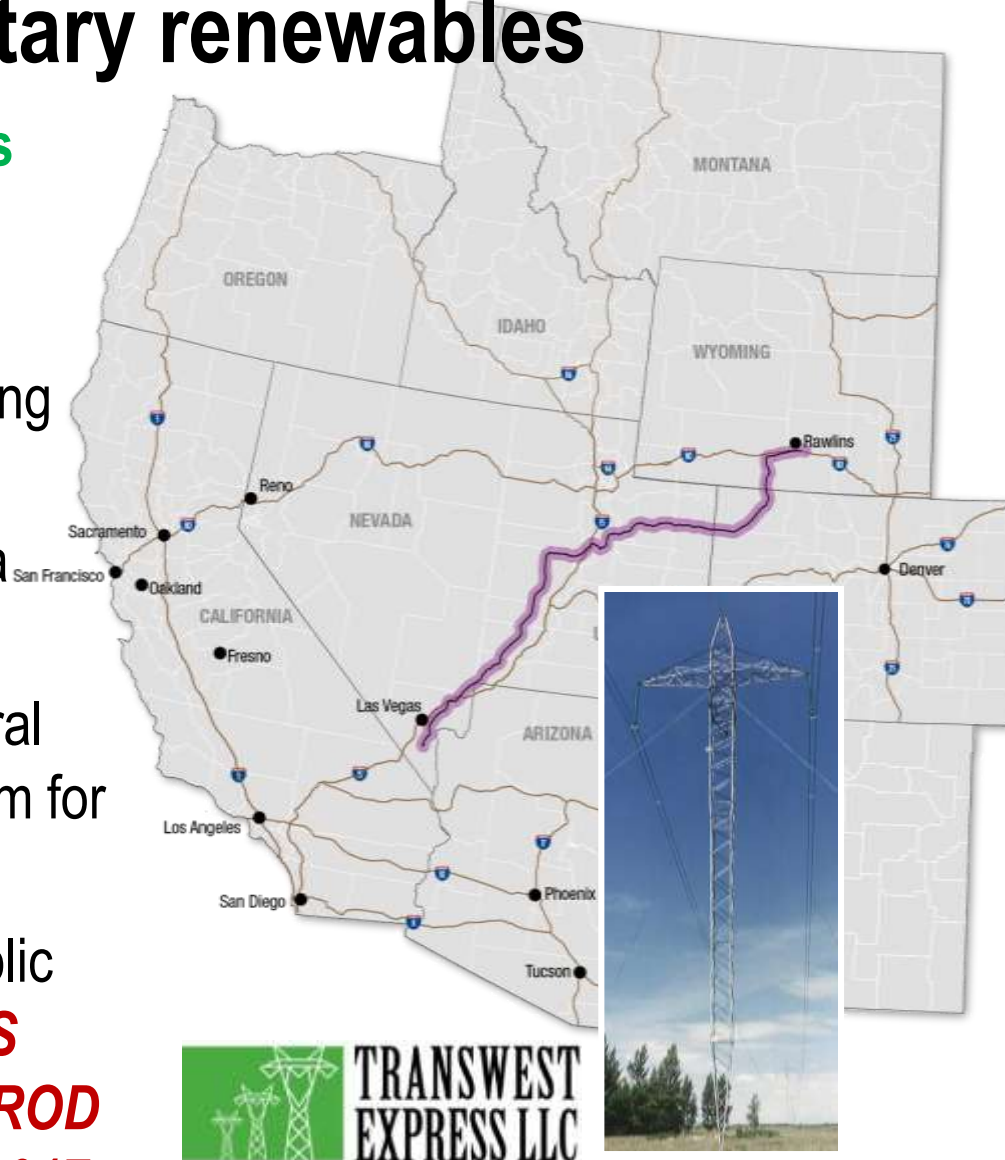 tary renewables
s
MONTANA
OREGON
IDAHO
WYOMING
ng
Rawlins
Reno
NEVADA
Sacramento
a
San Francisco
Oakland
Denver
CALIFORNIA
Fresno
Las Vegas
ral
ARIZONA
m for
Los Angeles
Phoenix
San Diego
blic
Tucson
S
ROD
TRANSWEST
EXPRESS LLC